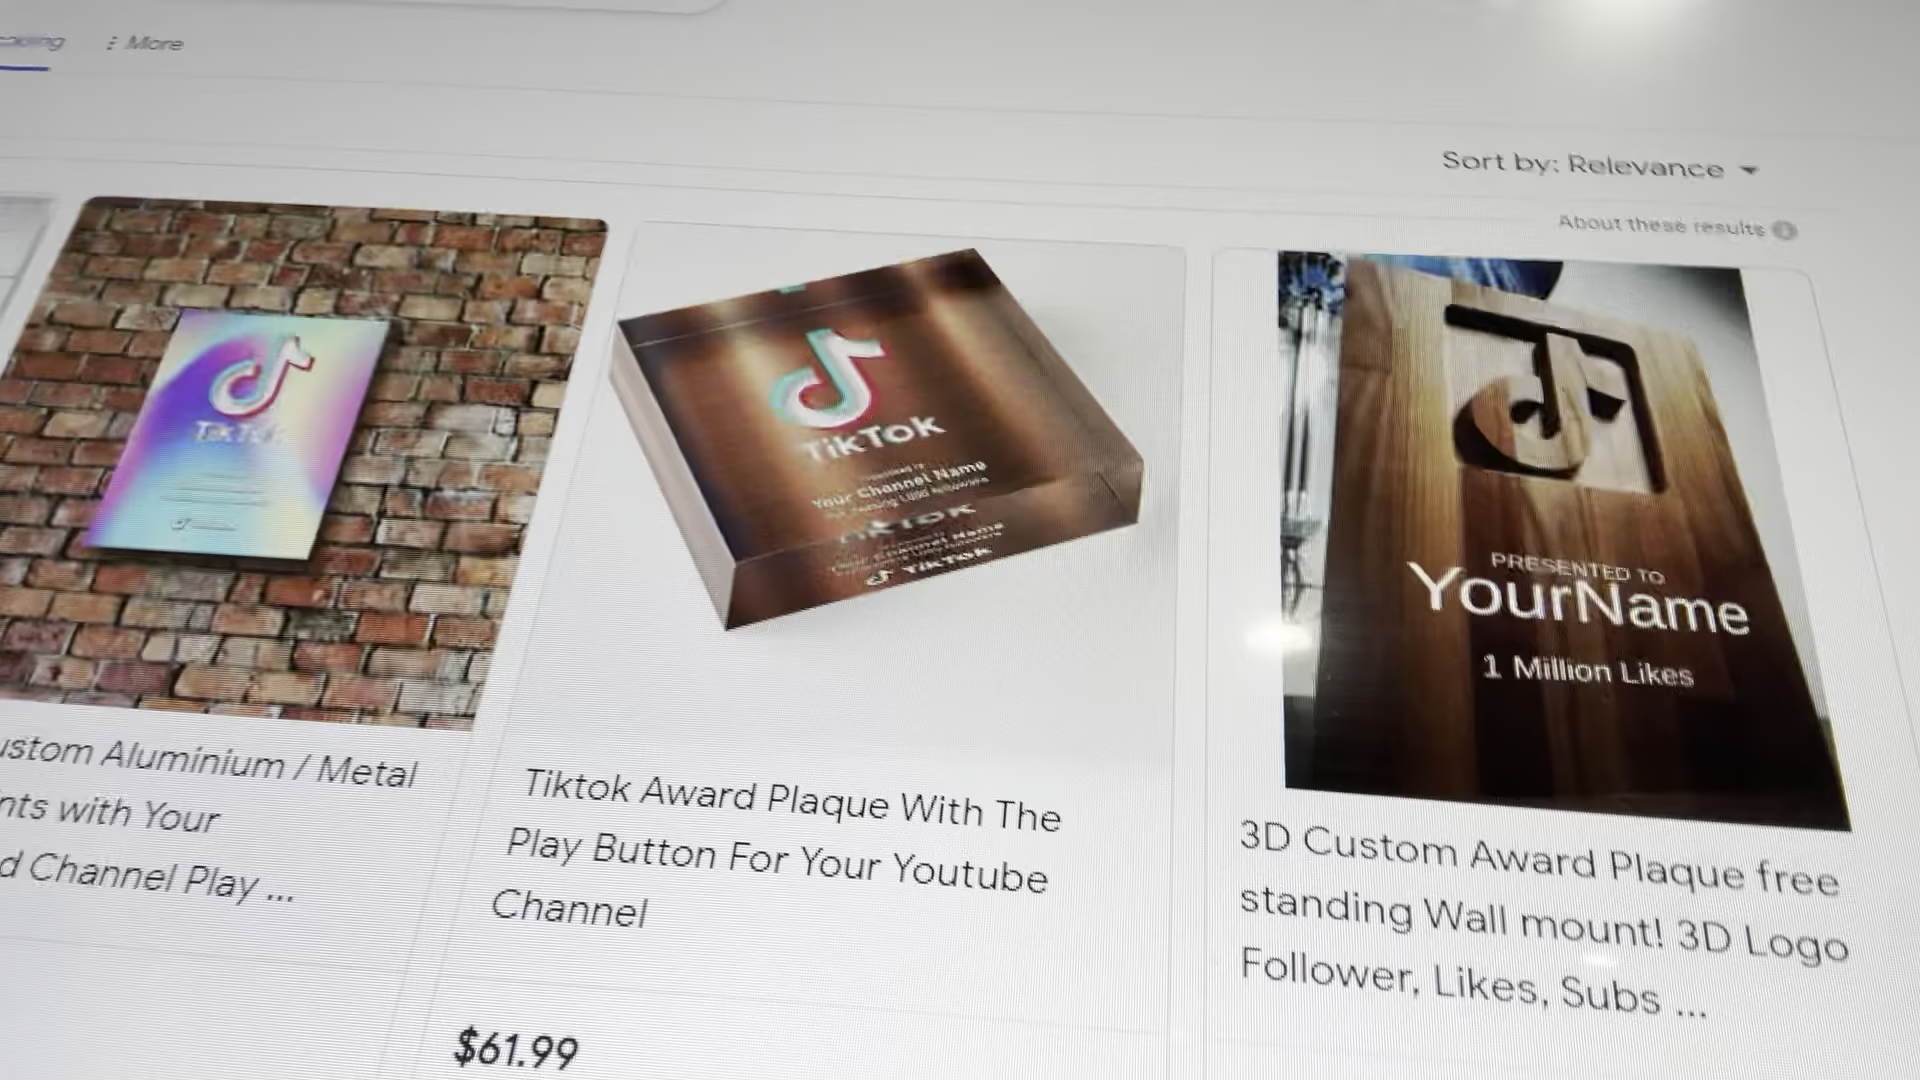 More
Sort by: Relevance
About these results
TikTok
TikTok
Your Channel Name
TikTok
PRESENTED TO
YourName
1 Million Likes
ustom Aluminium / Metal
nts with Your
d Channel Play ...
Tiktok Award Plaque With The
Play Button For Your Youtube
Channel
$61.99
3D Custom Award Plaque free
standing Wall mount! 3D Logo
Follower, Likes, Subs ...